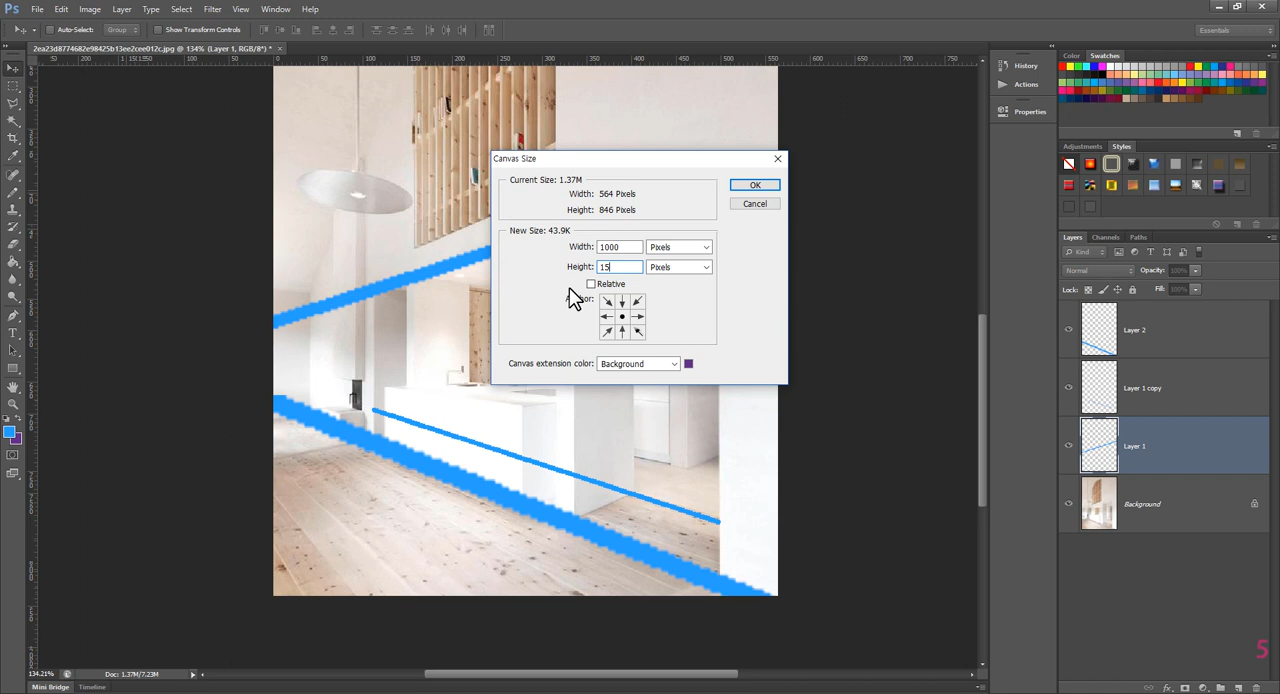 Ps File Edit Image Layer Type Select Filter View Window Help
Auto-Select: Group Show Transform Controls Essentials
2ea23d8774682e98425b13ee2cee012c.jpg @ 134% (Layer 1, RGB/8*) *
History
Actions
Properties
Color Swatches
Adjustments Styles
Canvas Size
Current Size: 1.37M
Width: 564 Pixels
Height: 846 Pixels
OK
Cancel
New Size: 43.9K
Width: 1000 Pixels
Height: 15 Pixels
Relative
Canvas extension color: Background
Layers Channels Paths
Kind
Normal Opacity: 100%
Lock: Fill: 100%
Layer 2
Layer 1 copy
Layer 1
Background
5
134.21% Doc: 1.37M/7.23M
Mini Bridge Timeline